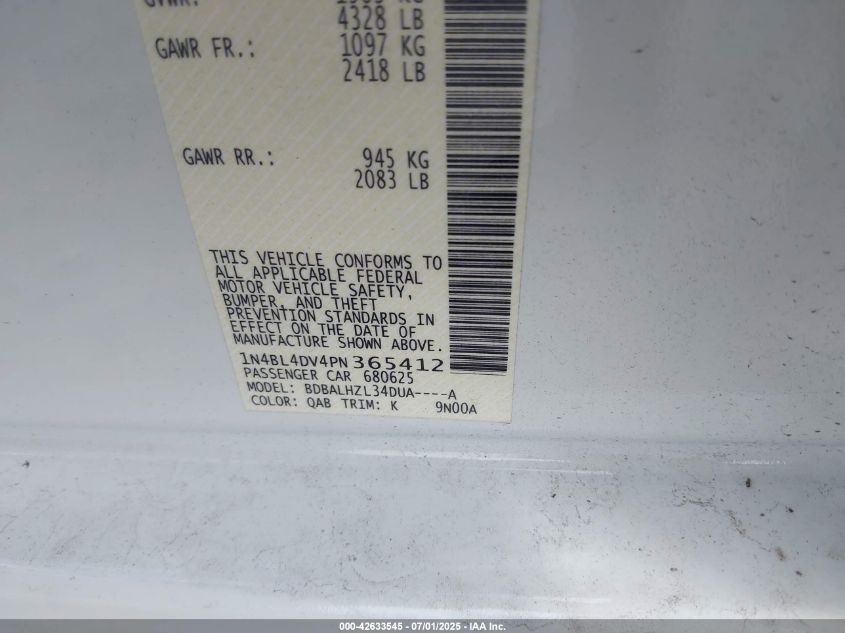 GVWR:
4328 LB
GAWR FR.: 1097 KG
2418 LB
GAWR RR.: 945 KG
2083 LB
THIS VEHICLE CONFORMS TO
ALL APPLICABLE FEDERAL
MOTOR VEHICLE SAFETY,
BUMPER, AND THEFT
PREVENTION STANDARDS IN
EFFECT ON THE DATE OF
MANUFACTURE SHOWN ABOVE.
1N4BL4DV4PN365412
PASSENGER CAR 680625
MODEL: BDBALHZL34DUA----A
COLOR: QAB TRIM: K 9N00A
000-42633545 - 07/01/2025 - IAA Inc.